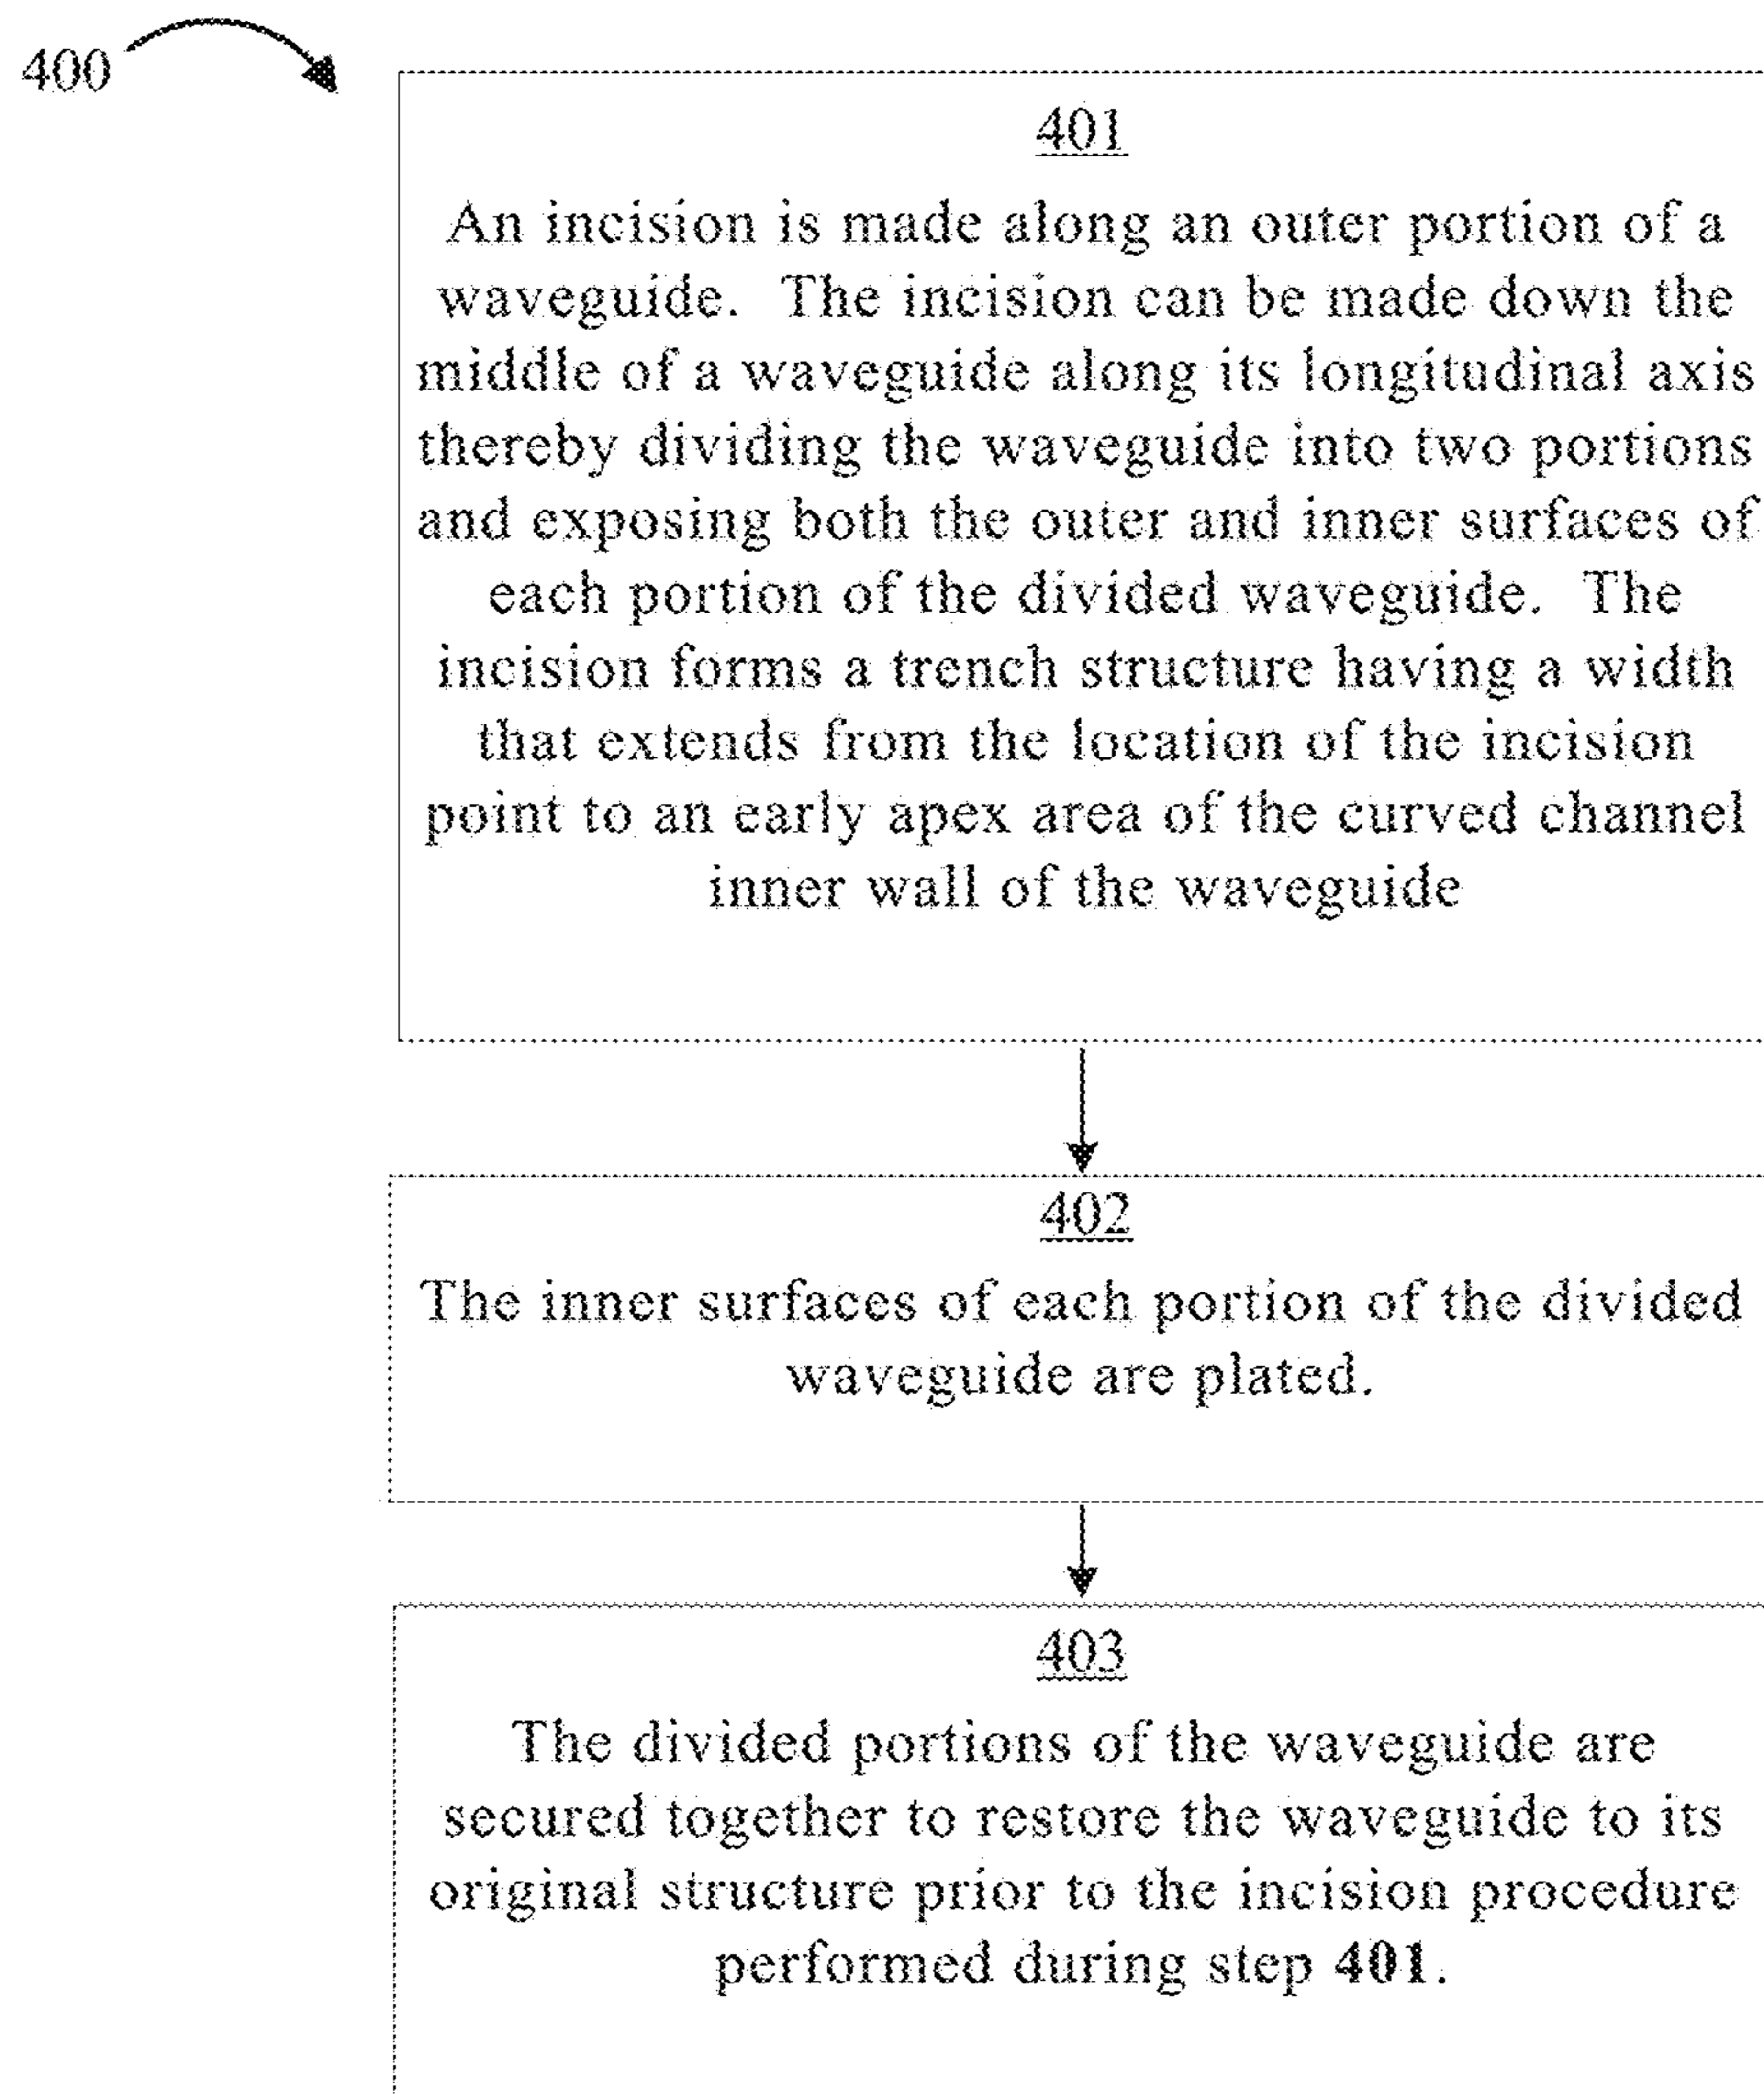 400
401
An incision is made along an outer portion of a
waveguide. The incision can be made down the
middle of a waveguide along its longitudinal axis
thereby dividing the waveguide into two portions
and exposing both the outer and inner surfaces of
each portion of the divided waveguide. The
incision forms a trench structure having a width
that extends from the location of the incision
point to an early apex area of the curved channel
inner wall of the waveguide
402
The inner surfaces of each portion of the divided
waveguide are plated.
403
The divided portions of the waveguide are
secured together to restore the waveguide to its
original structure prior to the incision procedure
performed during step 401.